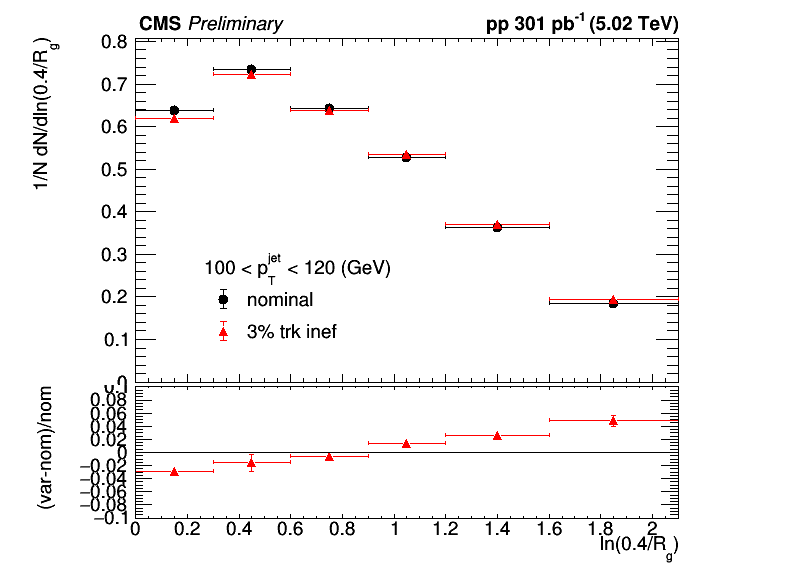 CMS Preliminary pp 301 pb⁻¹ (5.02 TeV)
1/N dN/dln(0.4/R_g)
0.8
0.7
0.6
0.5
0.4
0.3
0.2
0.1
0
100 < p_T^jet < 120 (GeV)
nominal
3% trk inef
(var-nom)/nom
0.1
0.08
0.06
0.04
0.02
0
−0.02
−0.04
−0.06
−0.08
−0.1
0 0.2 0.4 0.6 0.8 1 1.2 1.4 1.6 1.8 2
ln(0.4/R_g)